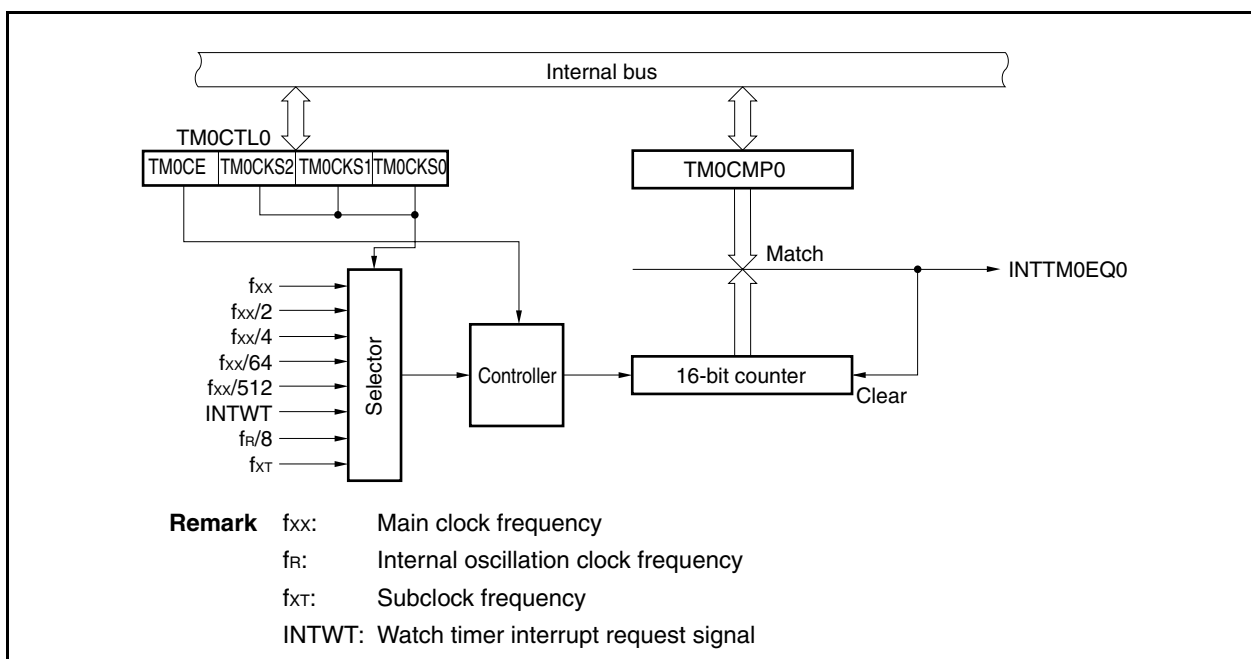 Internal bus
TM0CTL0
TM0CE TM0CKS2 TM0CKS1 TM0CKS0
TM0CMP0
Match
INTTM0EQ0
fXX
fXX/2
fXX/4
fXX/64
fXX/512
INTWT
fR/8
fXT
Selector
Controller
16-bit counter
Clear
Remark fXX: Main clock frequency
fR: Internal oscillation clock frequency
fXT: Subclock frequency
INTWT: Watch timer interrupt request signal